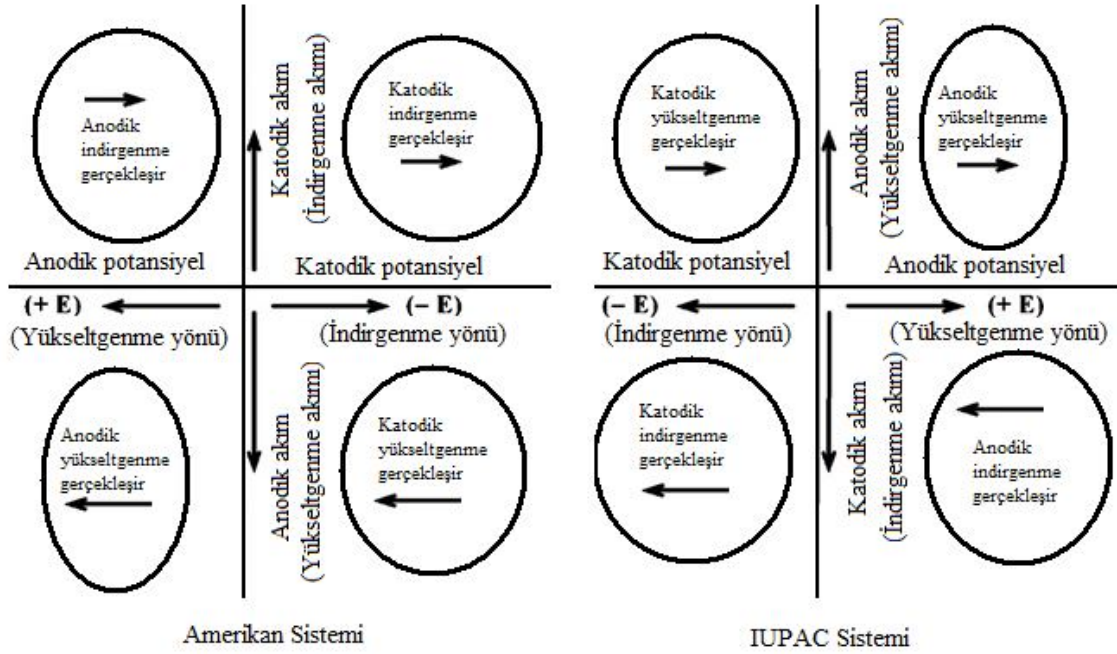 Anodik
indirgenme
gerçekleşir
Katodik akım
(İndirgenme akımı)
Katodik
indirgenme
gerçekleşir
Anodik potansiyel
Katodik potansiyel
(+ E)
(Yükseltgenme yönü)
(– E)
(İndirgenme yönü)
Anodik
yükseltgenme
gerçekleşir
Anodik akım
(Yükseltgenme akımı)
Katodik
yükseltgenme
gerçekleşir
Amerikan Sistemi
Katodik
yükseltgenme
gerçekleşir
Anodik akım
(Yükseltgenme akımı)
Anodik
yükseltgenme
gerçekleşir
Katodik potansiyel
Anodik potansiyel
(– E)
(İndirgenme yönü)
(+ E)
(Yükseltgenme yönü)
Katodik
indirgenme
gerçekleşir
Katodik akım
(İndirgenme akımı)
Anodik
indirgenme
gerçekleşir
IUPAC Sistemi